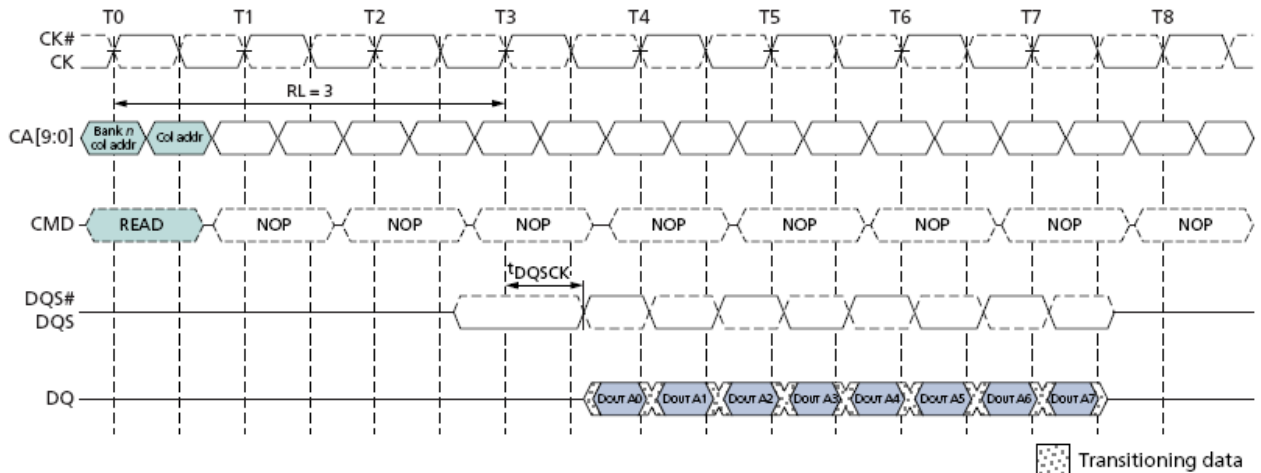 T0 T1 T2 T3 T4 T5 T6 T7 T8
CK#
CK
RL = 3
CA[9:0] Bank n col addr Col addr
CMD READ NOP NOP NOP NOP NOP NOP NOP NOP
tDQSCK
DQS#
DQS
DQ DOUT A0 DOUT A1 DOUT A2 DOUT A3 DOUT A4 DOUT A5 DOUT A6 DOUT A7
Transitioning data